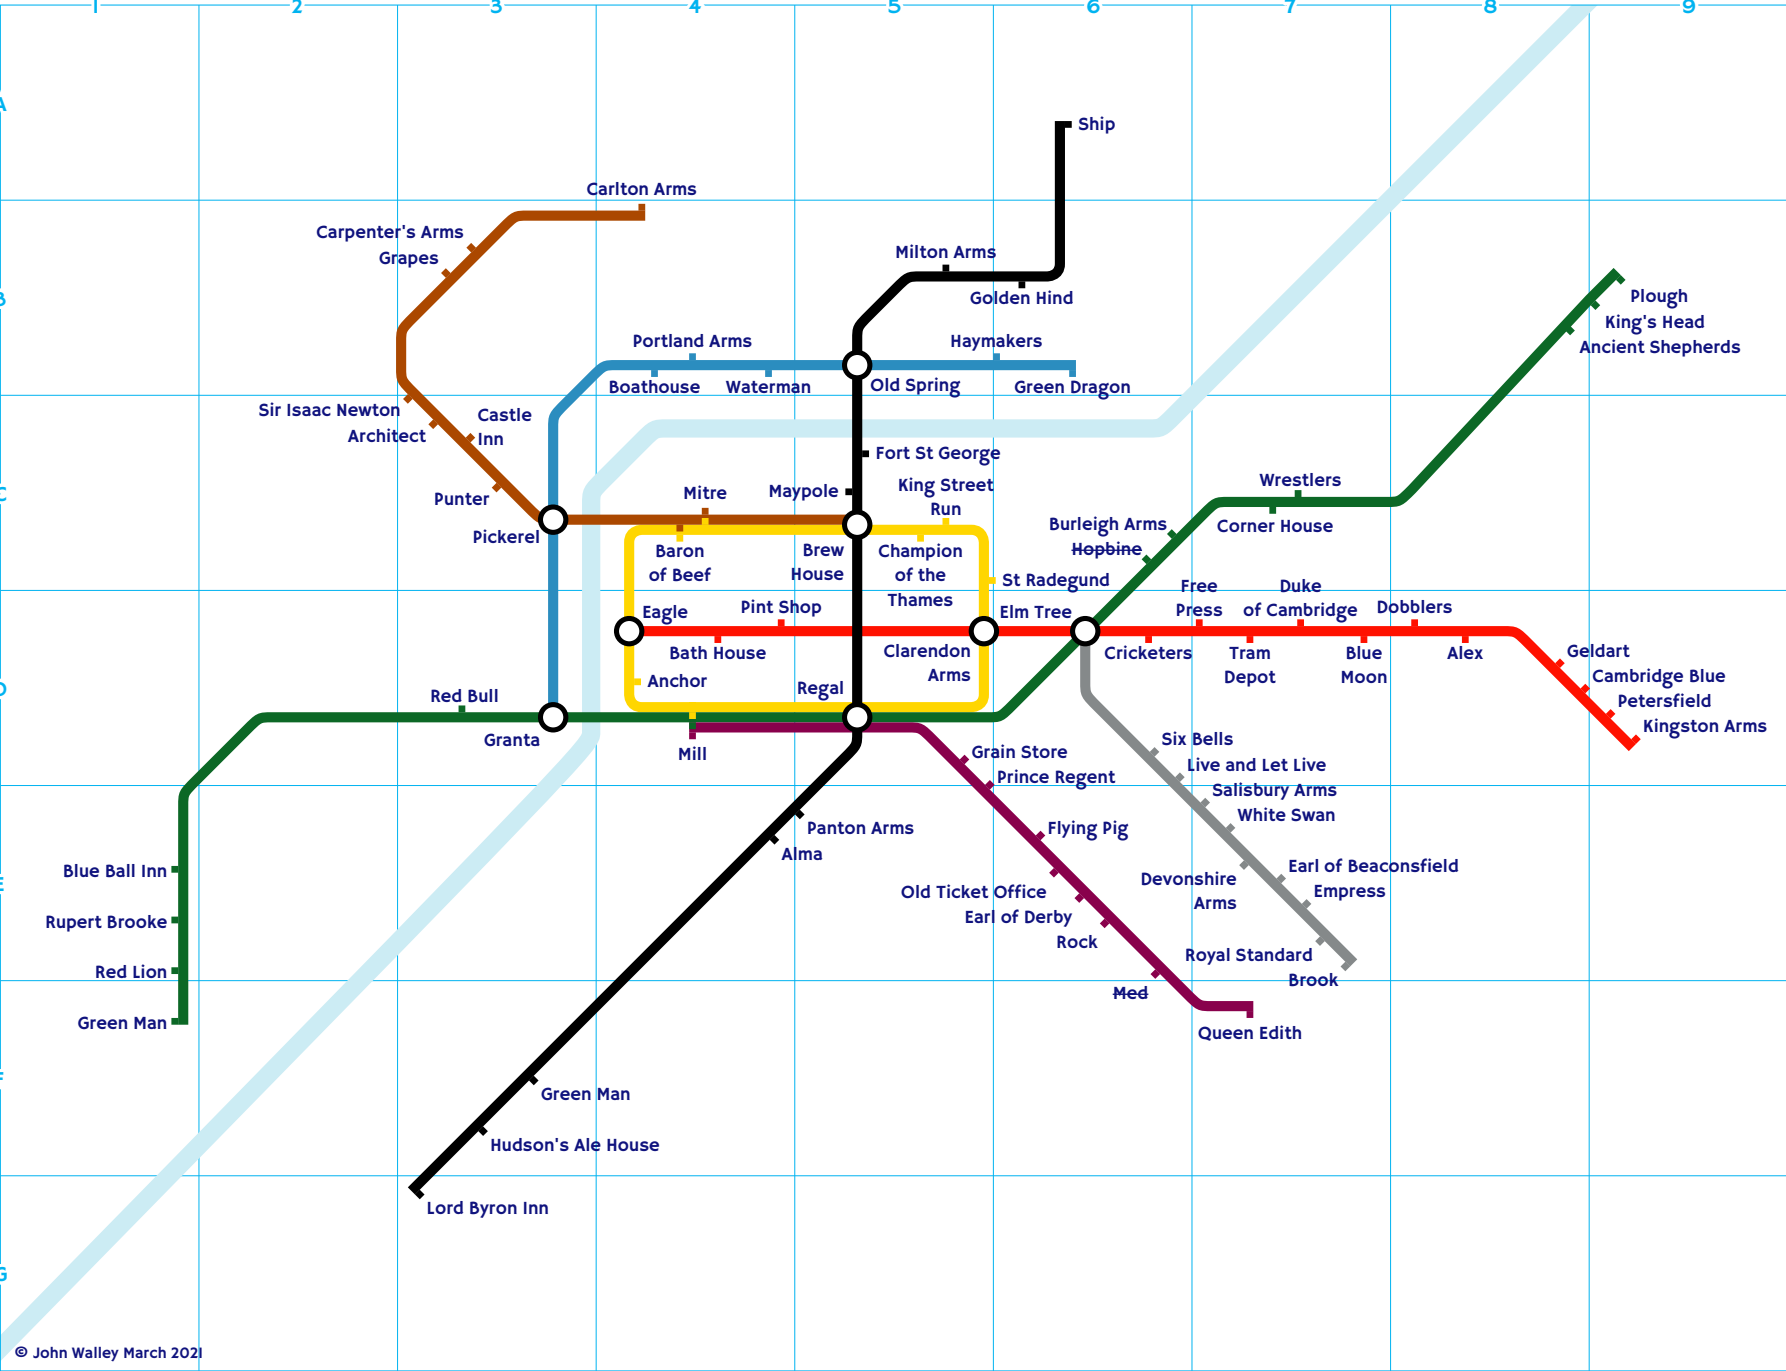 1 2 3 4 5 6 7 8 9
A
Ship
Carlton Arms
Carpenter's Arms
Grapes
Milton Arms
B
Golden Hind
Plough
King's Head
Ancient Shepherds
Portland Arms
Haymakers
Boathouse
Waterman
Old Spring
Green Dragon
Sir Isaac Newton
Architect
Castle
Inn
Fort St George
Punter
C
Mitre
Maypole
King Street
Run
Wrestlers
Corner House
Pickerel
Burleigh Arms
Hopbine
Baron
of Beef
Brew
House
Champion
of the
Thames
St Radegund
Eagle
Pint Shop
Elm Tree
Free
Press
Duke
of Cambridge
Dobblers
Bath House
Clarendon
Arms
Cricketers
Tram
Depot
Blue
Moon
Alex
Geldart
Cambridge Blue
Petersfield
Kingston Arms
D
Anchor
Regal
Red Bull
Granta
Mill
Grain Store
Prince Regent
Six Bells
Live and Let Live
Salisbury Arms
White Swan
Panton Arms
Alma
Flying Pig
Blue Ball Inn
Rupert Brooke
Red Lion
Green Man
E
Old Ticket Office
Earl of Derby
Rock
Devonshire
Arms
Earl of Beaconsfield
Empress
Royal Standard
Brook
Med
Queen Edith
F
Green Man
Hudson's Ale House
Lord Byron Inn
G
© John Walley March 2021